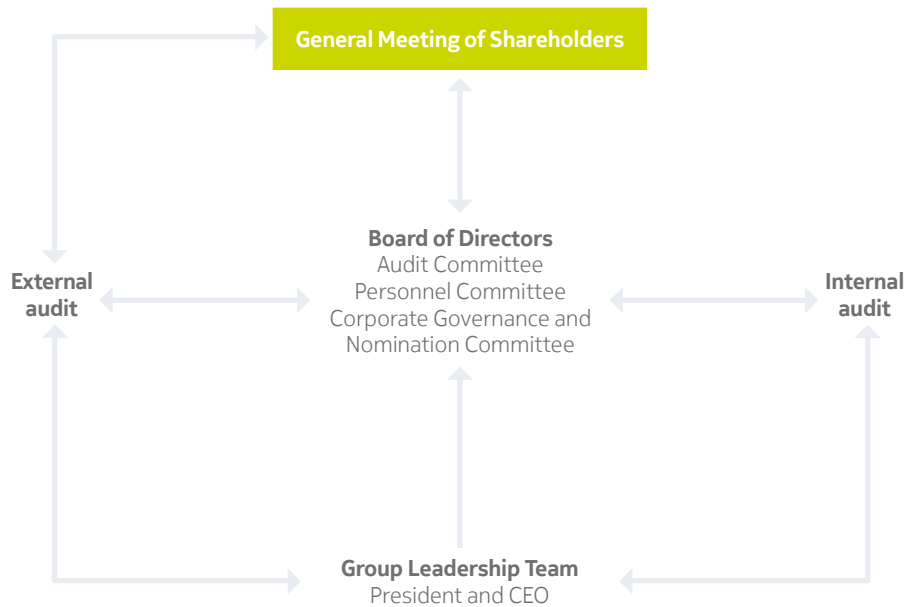 General Meeting of Shareholders
Board of Directors
Audit Committee
Personnel Committee
Corporate Governance and
Nomination Committee
External
audit
Internal
audit
Group Leadership Team
President and CEO